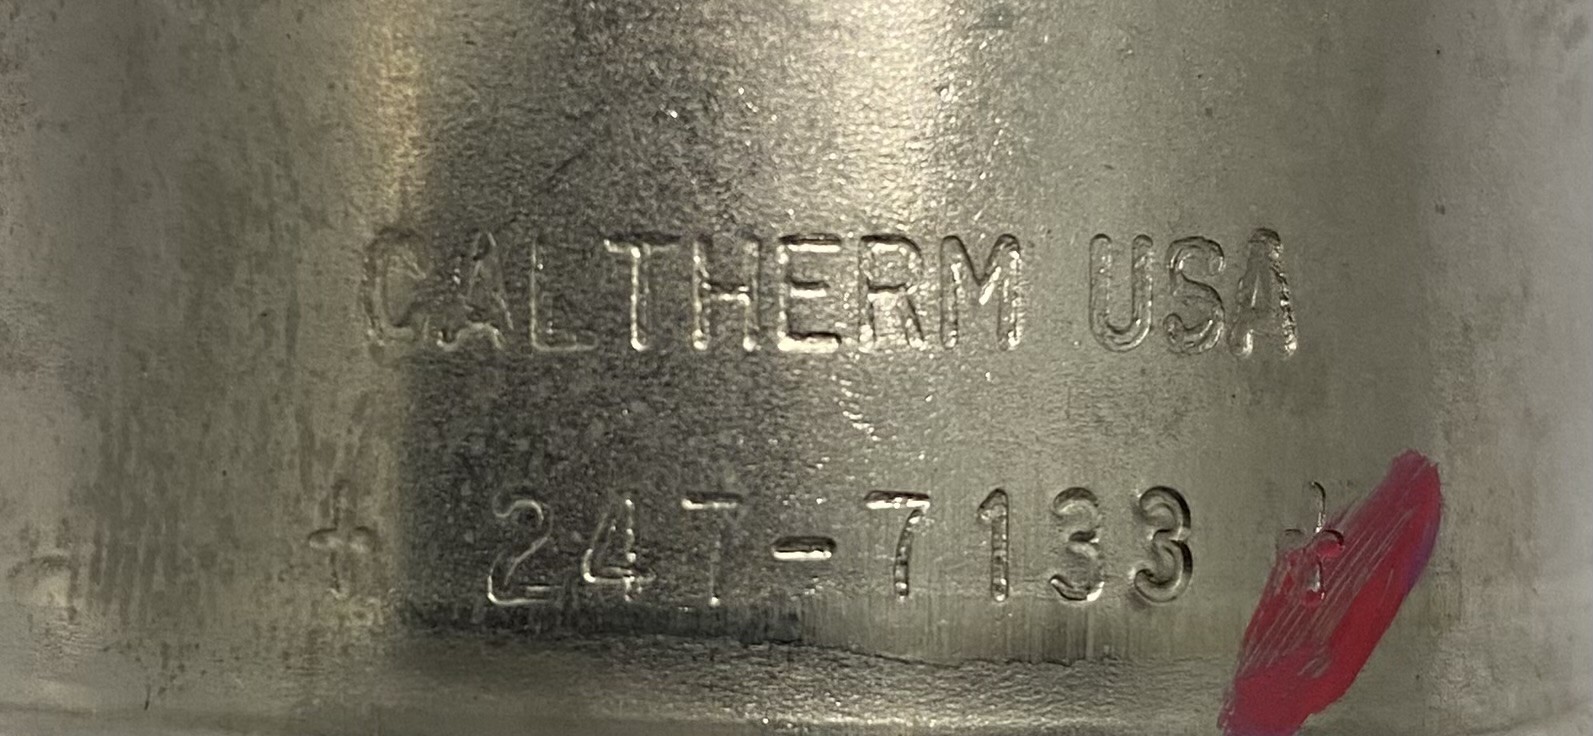 CALTHERM USA
+ 247-7133 +